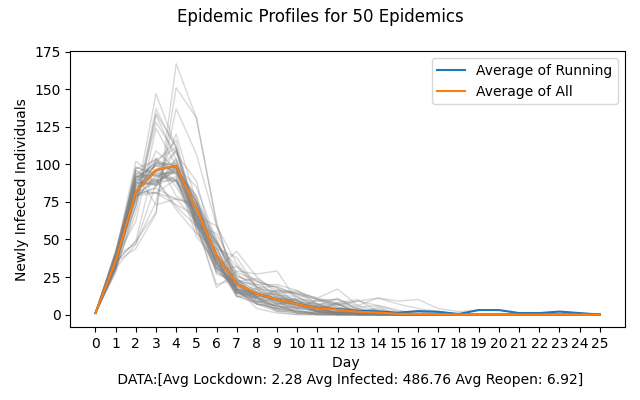 Epidemic Profiles for 50 Epidemics
Average of Running
Average of All
Newly Infected Individuals
175
150
125
100
75
50
25
0
0 1 2 3 4 5 6 7 8 9 10 11 12 13 14 15 16 17 18 19 20 21 22 23 24 25
Day
DATA:[Avg Lockdown: 2.28 Avg Infected: 486.76 Avg Reopen: 6.92]